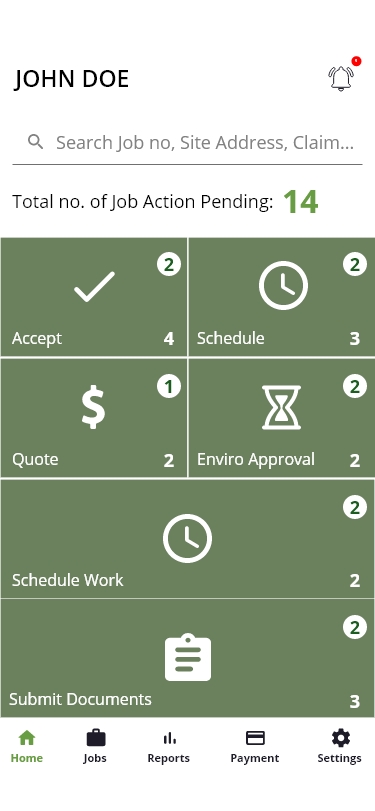 JOHN DOE
Search Job no, Site Address, Claim...
Total no. of Job Action Pending: 14
2
Accept 4
2
Schedule 3
1
Quote 2
2
Enviro Approval 2
2
Schedule Work 2
2
Submit Documents 3
Home Jobs Reports Payment Settings